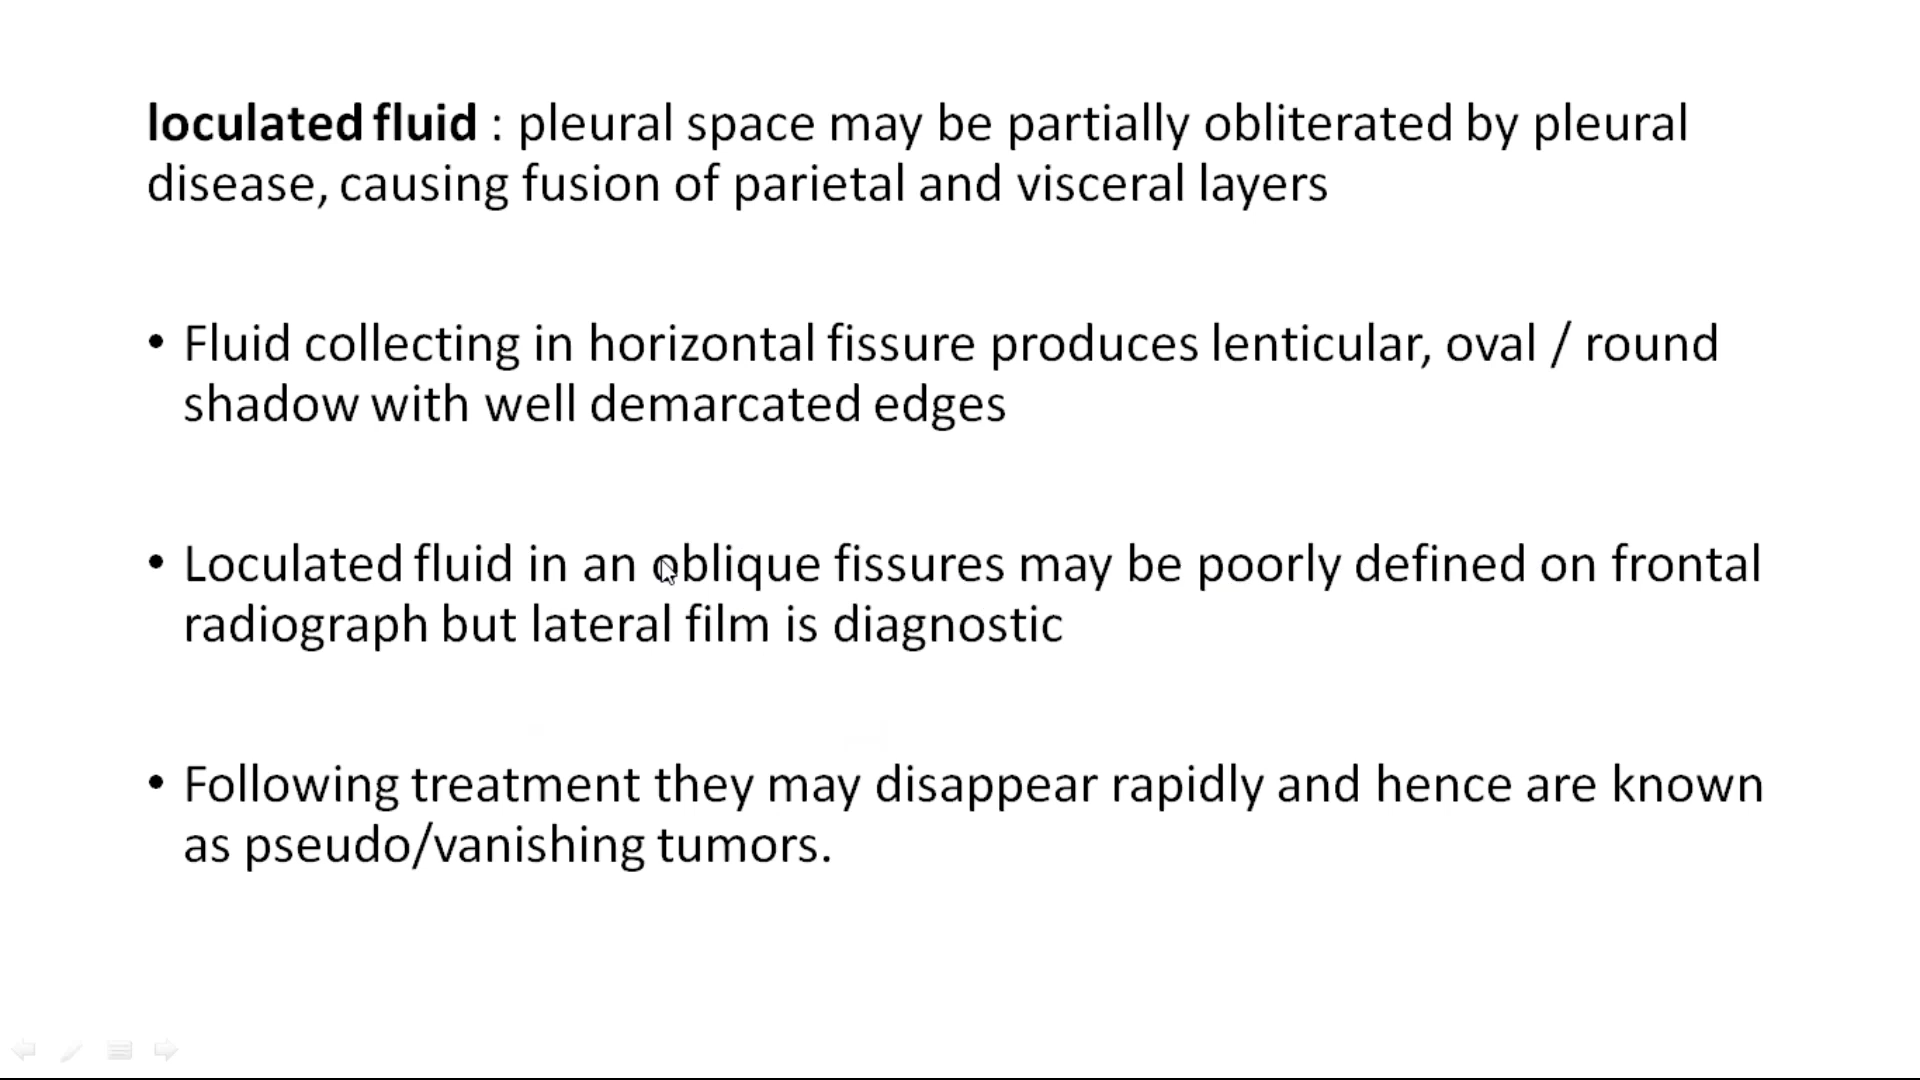 loculated fluid : pleural space may be partially obliterated by pleural
disease, causing fusion of parietal and visceral layers
• Fluid collecting in horizontal fissure produces lenticular, oval / round
shadow with well demarcated edges
• Loculated fluid in an oblique fissures may be poorly defined on frontal
radiograph but lateral film is diagnostic
• Following treatment they may disappear rapidly and hence are known
as pseudo/vanishing tumors.